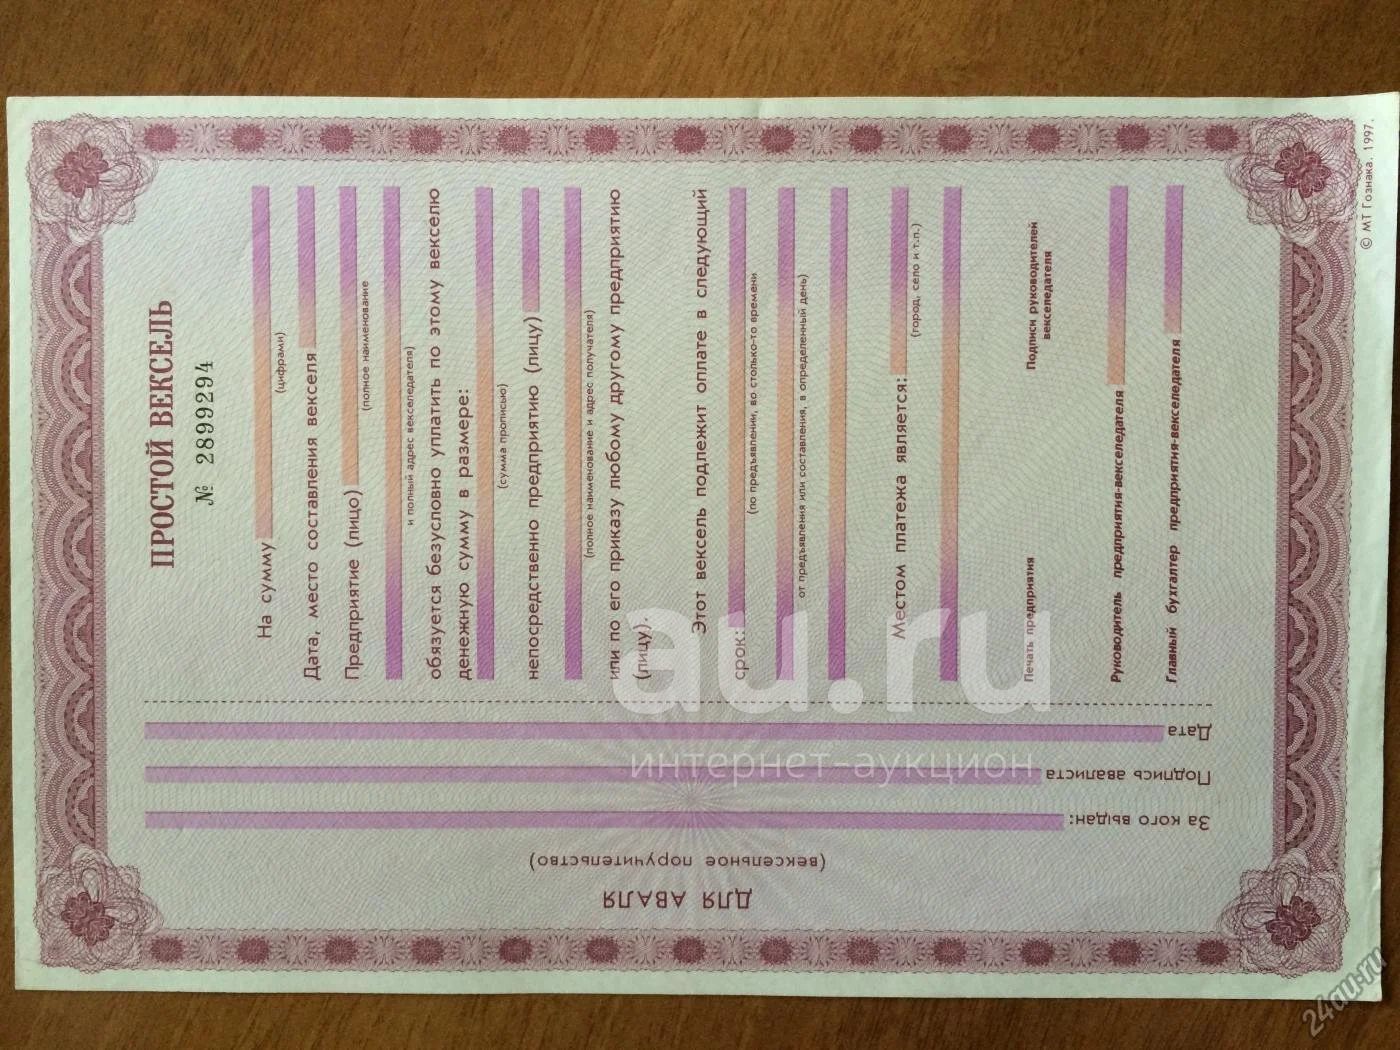 ПРОСТОЙ ВЕКСЕЛЬ
№ 2899294
На сумму
(цифрами)
Дата, место составления векселя
Предприятие (лицо)
(полное наименование
и полный адрес векселедателя)
обязуется безусловно уплатить по этому векселю
денежную сумму в размере:
(сумма прописью)
непосредственно предприятию (лицу)
(полное наименование и адрес получателя)
или по его приказу любому другому предприятию
(лицу).
Этот вексель подлежит оплате в следующий
срок:
(по предъявлении, во столько-то времени
от предъявления или составления, в определенный день)
Местом платежа является:
(город, село и т.п.)
Печать предприятия
Подписи руководителей
векселедателя
Руководитель предприятия-векселедателя
Главный бухгалтер предприятия-векселедателя
ДЛЯ АВАЛЯ
(вексельное поручительство)
За кого выдан:
Подпись авалиста
Дата
© МТ Гознака. 1997.
au.ru
интернет-аукцион
24au.ru